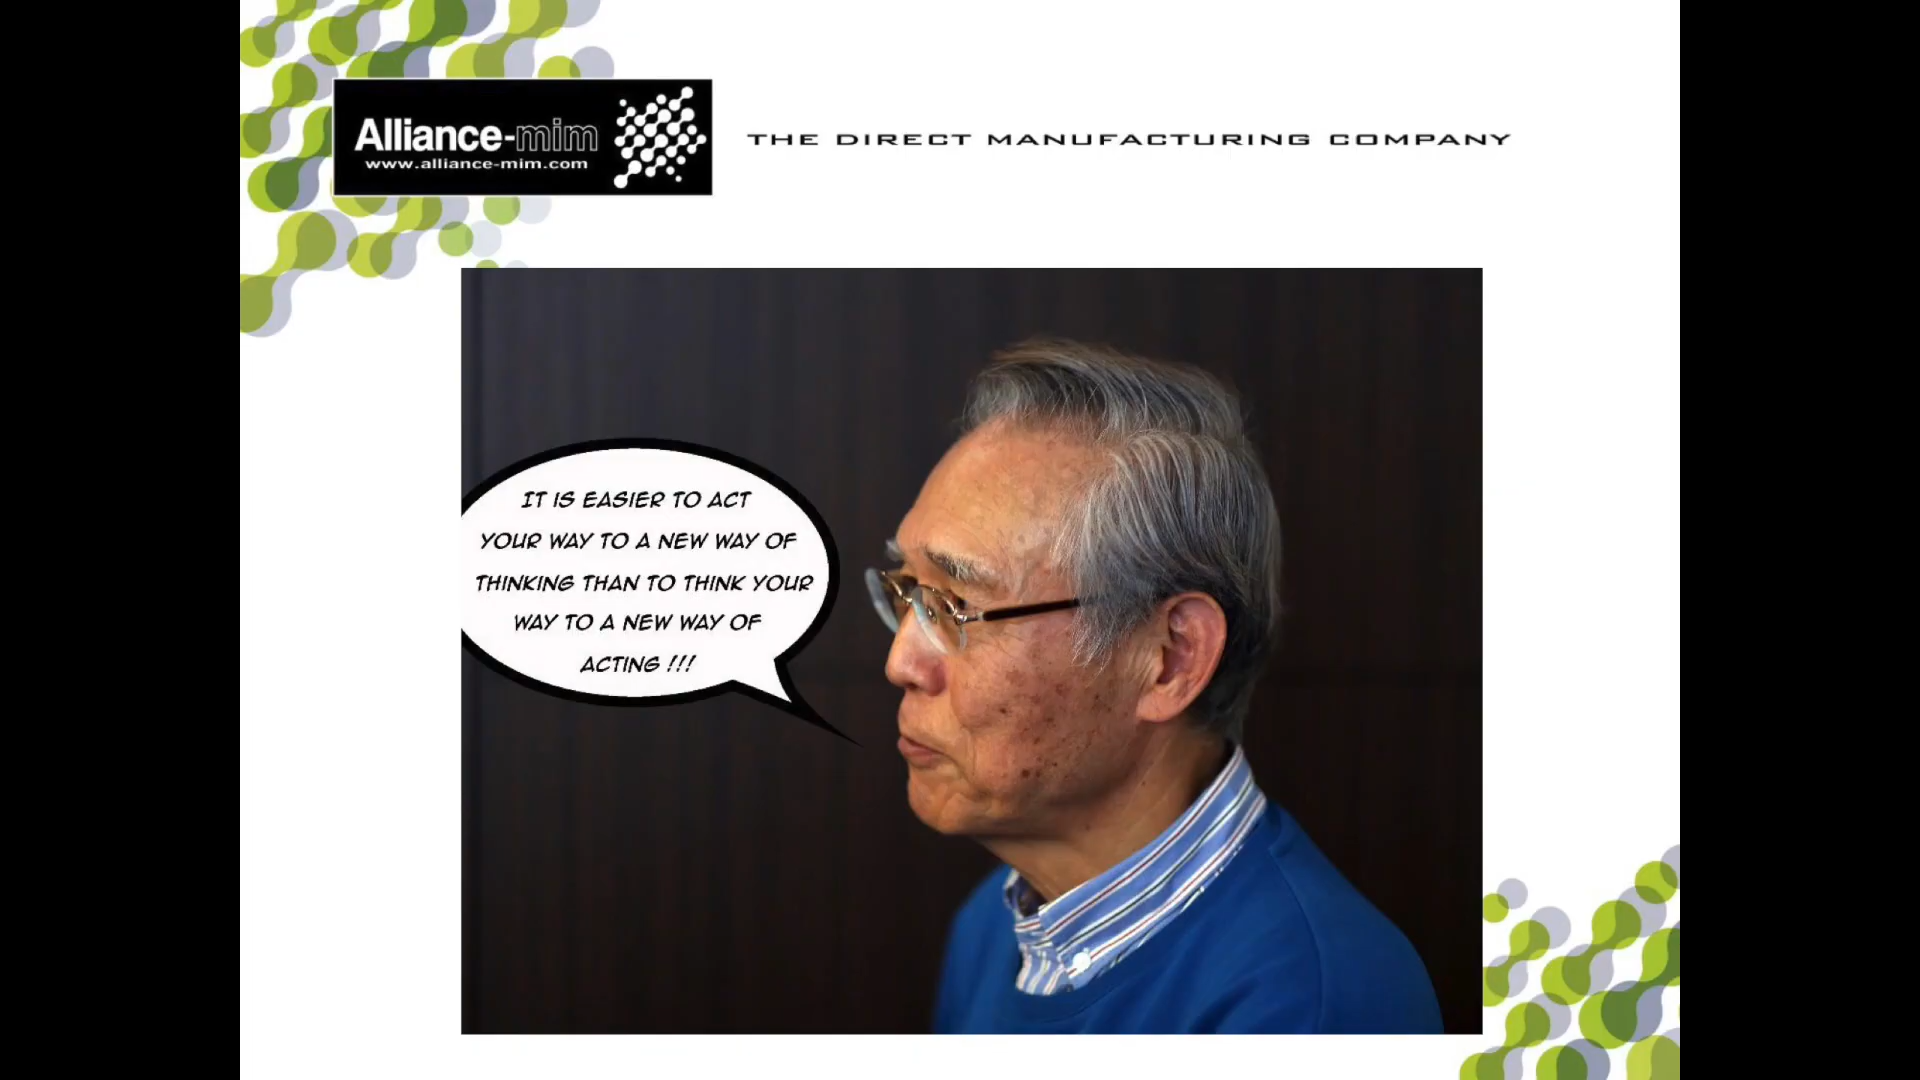 Alliance-mim
www.alliance-mim.com
THE DIRECT MANUFACTURING COMPANY
IT IS EASIER TO ACT
YOUR WAY TO A NEW WAY OF
THINKING THAN TO THINK YOUR
WAY TO A NEW WAY OF
ACTING !!!